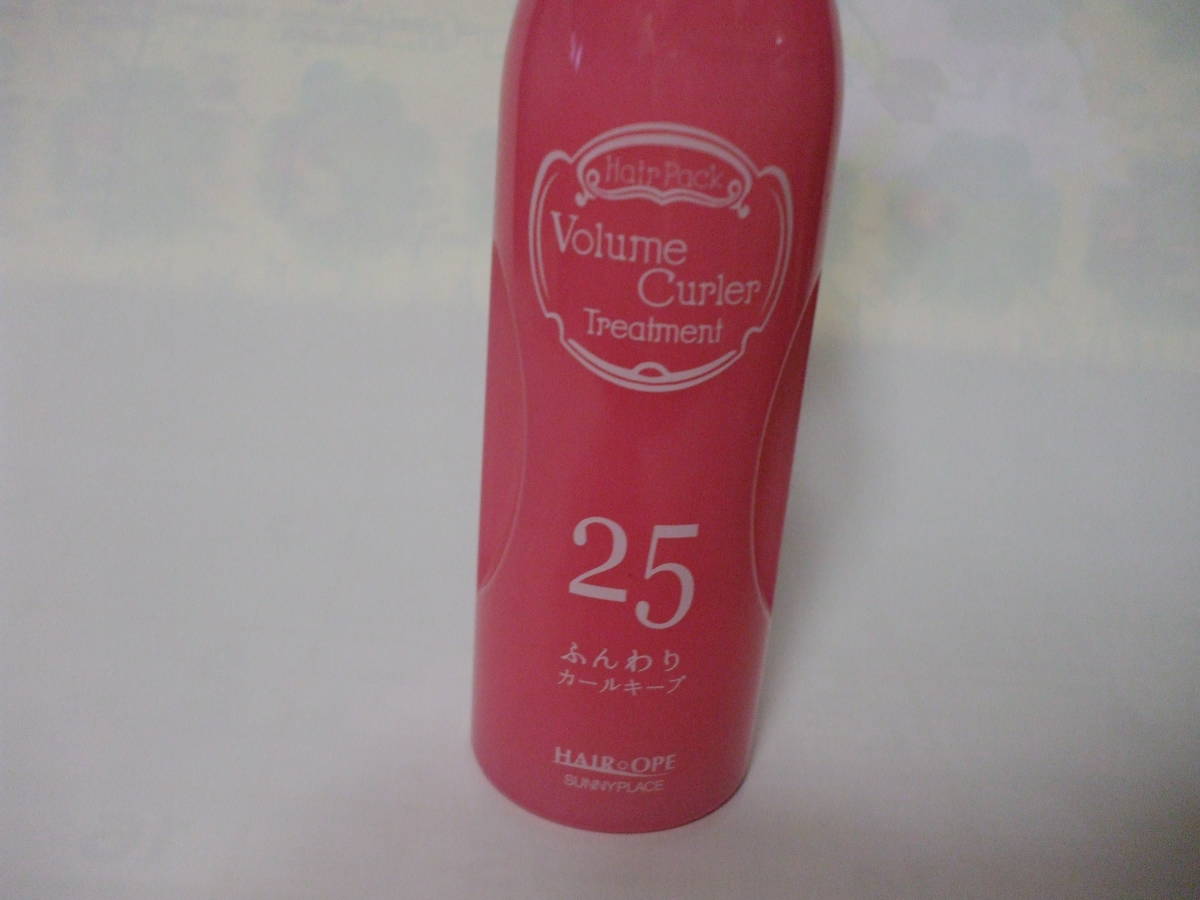 Hair Pack
Volume
Curler
Treatment
25
ふんわり
カールキープ
HAIR OPE
SUNNYPLACE